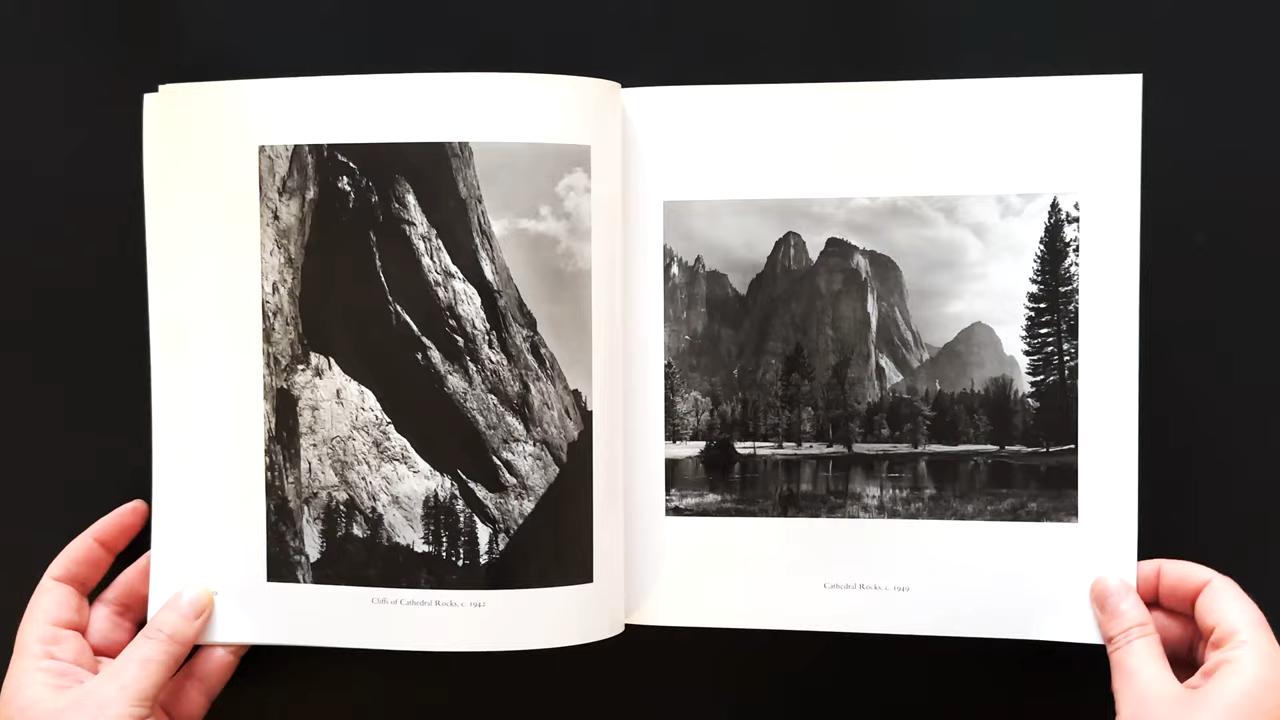 Cliffs of Cathedral Rocks, c. 1942
Cathedral Rocks, c. 1949